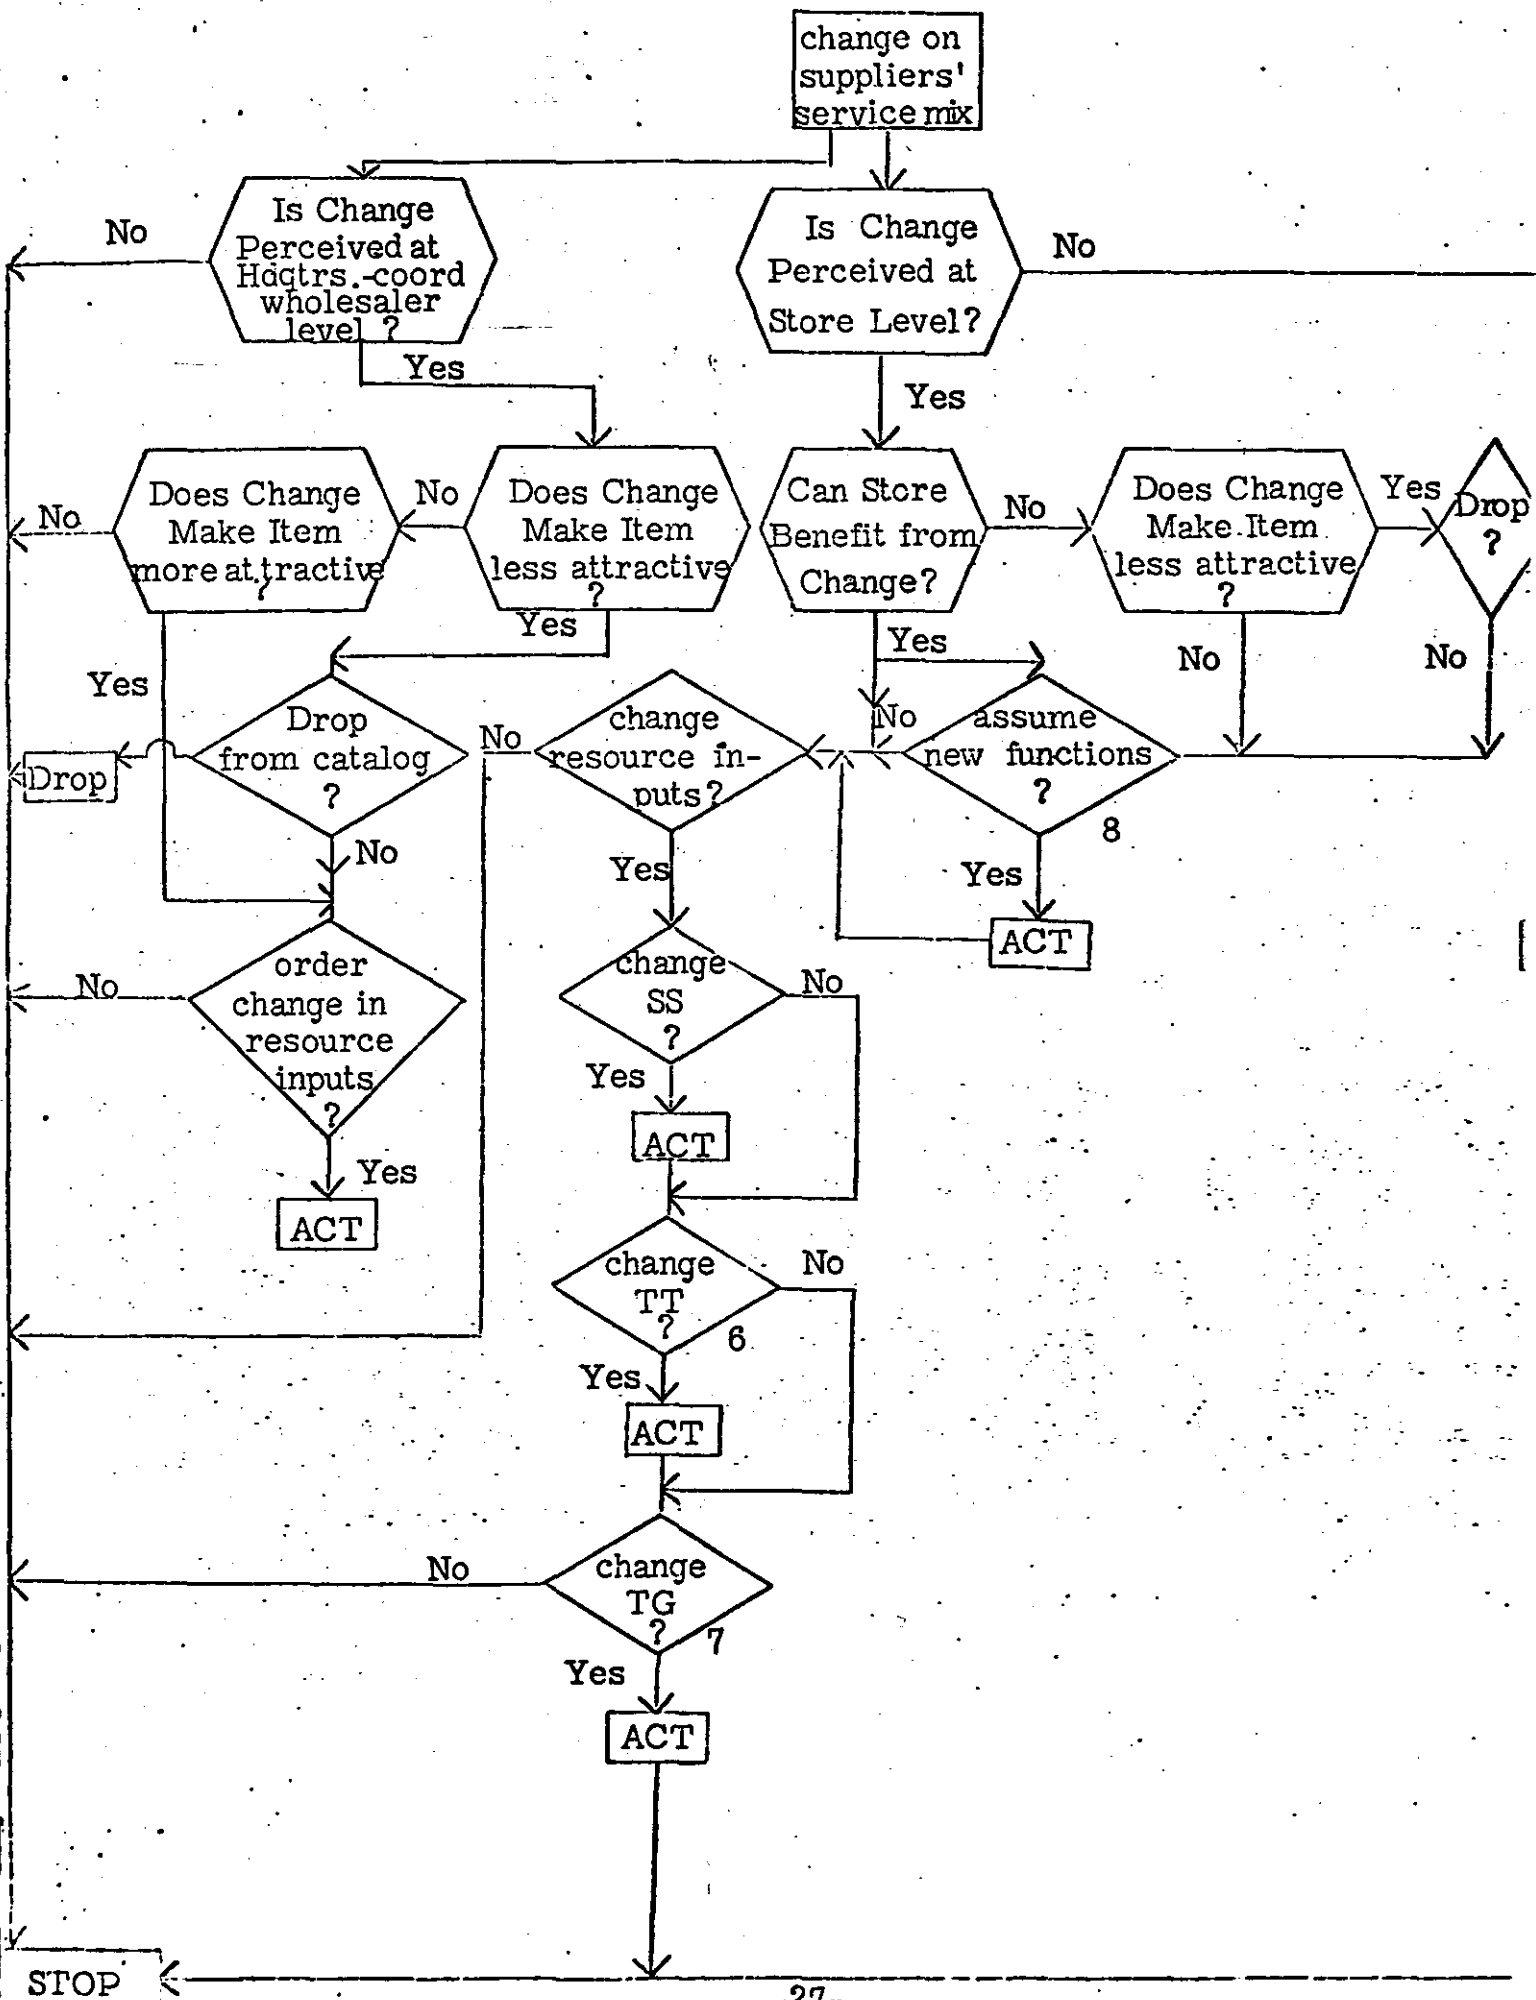 change on
suppliers'
service mix
Is Change
Perceived at
Hdqtrs.-coord
wholesaler
level ?
No
Yes
Is Change
Perceived at
Store Level?
No
Yes
Does Change
Make Item
more attractive
?
No
Yes
No
Does Change
Make Item
less attractive
?
Yes
Can Store
Benefit from
Change?
No
Yes
Does Change
Make Item
less attractive
?
Yes
No
Drop
?
No
Drop
Drop
from catalog
?
No
No
change
resource in-
puts?
Yes
No
assume
new functions
?
8
Yes
ACT
order
change in
resource
inputs
?
No
Yes
ACT
change
SS
?
No
Yes
ACT
change
TT
?
6
No
Yes
ACT
change
TG
?
7
No
Yes
ACT
STOP
27